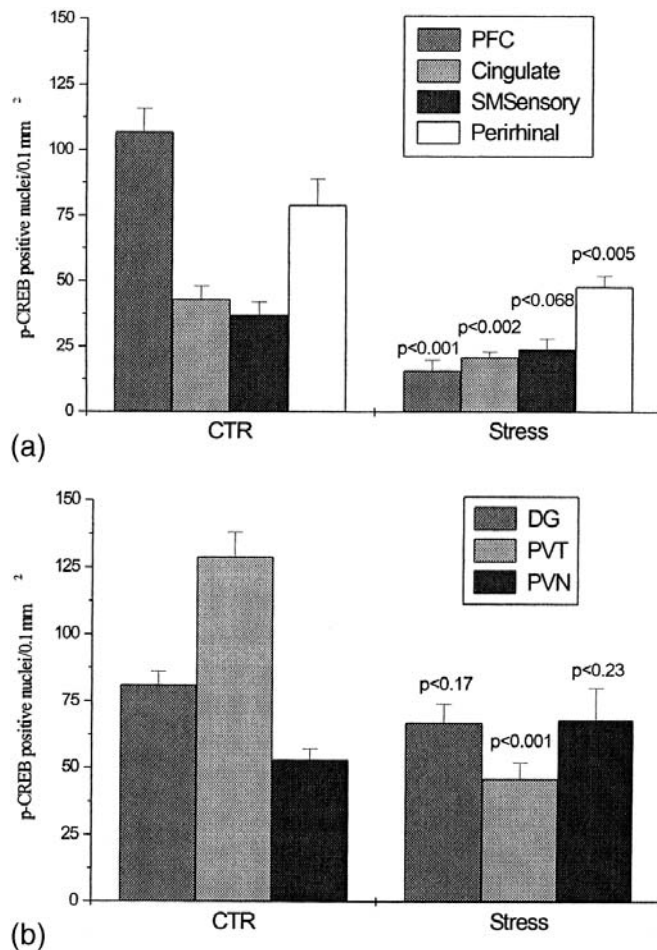 150
125
100
75
50
25
0
p-CREB positive nuclei/0.1 mm 2
PFC
Cingulate
SMSensory
Perirhinal
p<0.001
p<0.002
p<0.068
p<0.005
CTR
Stress
(a)
150
125
100
75
50
25
0
p-CREB positive nuclei/0.1 mm 2
DG
PVT
PVN
p<0.17
p<0.001
p<0.23
CTR
Stress
(b)